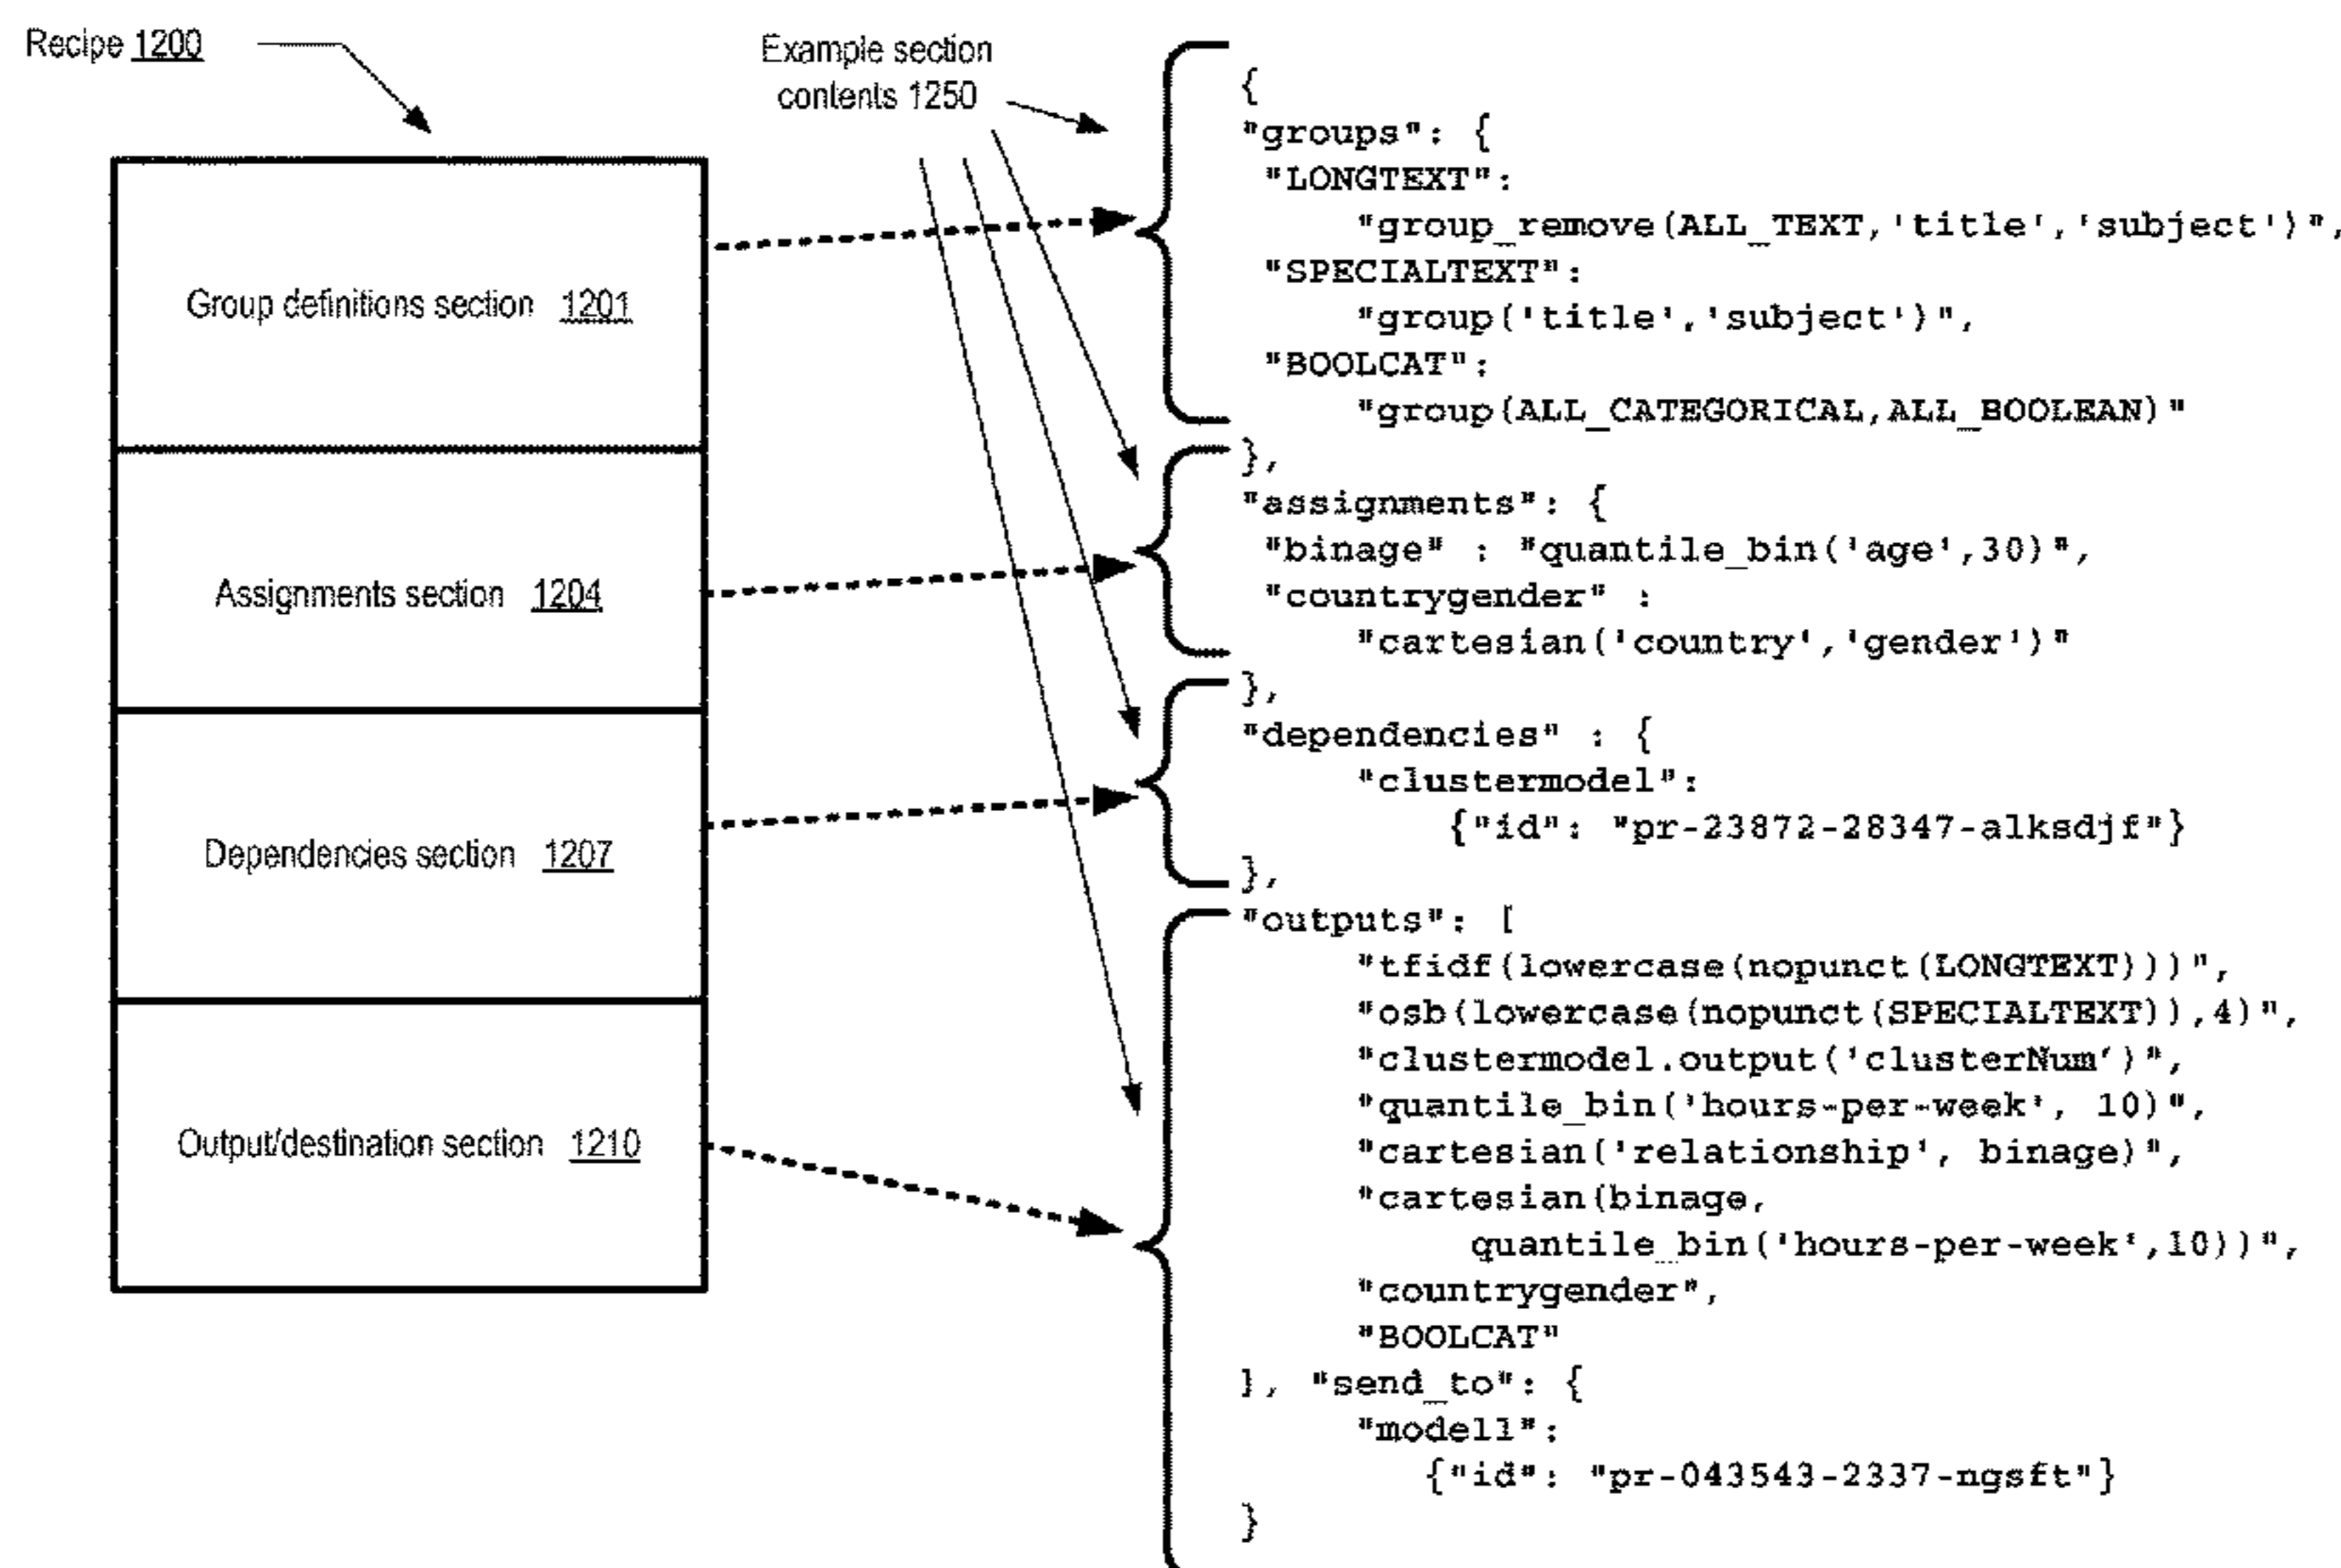 Recipe 1200
Example section
contents 1250
Group definitions section 1201
Assignments section 1204
Dependencies section 1207
Output/destination section 1210
{
"groups": {
"LONGTEXT":
"group_remove(ALL_TEXT,'title','subject')",
"SPECIALTEXT":
"group('title','subject')",
"BOOLCAT":
"group(ALL_CATEGORICAL,ALL_BOOLEAN)"
},
"assignments": {
"binage" : "quantile_bin('age',30)",
"countrygender" :
"cartesian('country','gender')"
},
"dependencies" : {
"clustermodel":
{"id": "pr-23872-28347-alksdjf"}
},
"outputs": [
"tfidf(lowercase(nopunct(LONGTEXT)))",
"osb(lowercase(nopunct(SPECIALTEXT)),4)",
"clustermodel.output('clusterNum')",
"quantile_bin('hours-per-week', 10)",
"cartesian('relationship', binage)",
"cartesian(binage,
quantile_bin('hours-per-week',10))",
"countrygender",
"BOOLCAT"
], "send_to": {
"model1":
{"id": "pr-043543-2337-ngsft"}
}